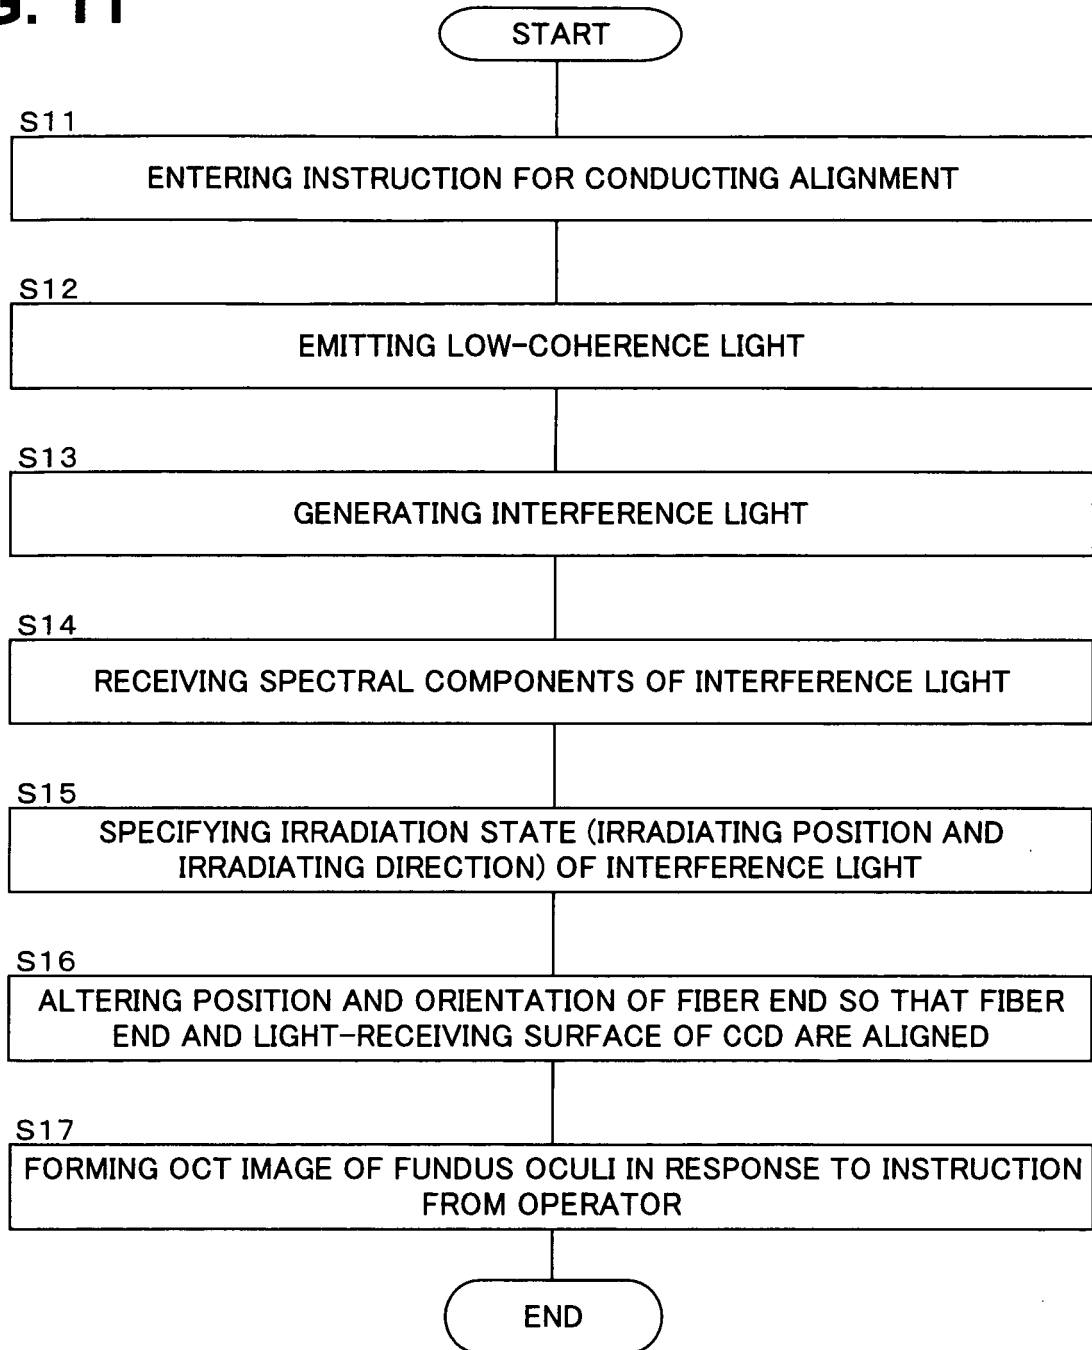 G. 11
START
S11
ENTERING INSTRUCTION FOR CONDUCTING ALIGNMENT
S12
EMITTING LOW-COHERENCE LIGHT
S13
GENERATING INTERFERENCE LIGHT
S14
RECEIVING SPECTRAL COMPONENTS OF INTERFERENCE LIGHT
S15
SPECIFYING IRRADIATION STATE (IRRADIATING POSITION AND
IRRADIATING DIRECTION) OF INTERFERENCE LIGHT
S16
ALTERING POSITION AND ORIENTATION OF FIBER END SO THAT FIBER
END AND LIGHT-RECEIVING SURFACE OF CCD ARE ALIGNED
S17
FORMING OCT IMAGE OF FUNDUS OCULI IN RESPONSE TO INSTRUCTION
FROM OPERATOR
END